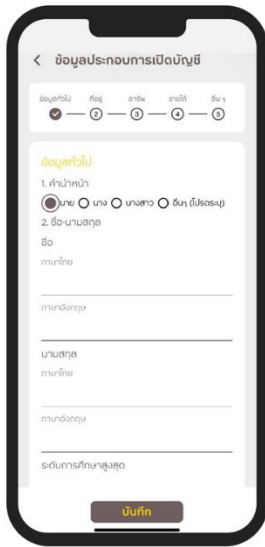 ข้อมูลประกอบการเปิดบัญชี
ข้อมูลทั่วไป ที่อยู่ อาชีพ รายได้ อื่น ๆ
2 3 4 5
ข้อมูลทั่วไป
1. คำนำหน้า
นาย นาง นางสาว อื่นๆ (โปรดระบุ)
2. ชื่อ-นามสกุล
ชื่อ
ภาษาไทย
ภาษาอังกฤษ
นามสกุล
ภาษาไทย
ภาษาอังกฤษ
ระดับการศึกษาสูงสุด
บันทึก